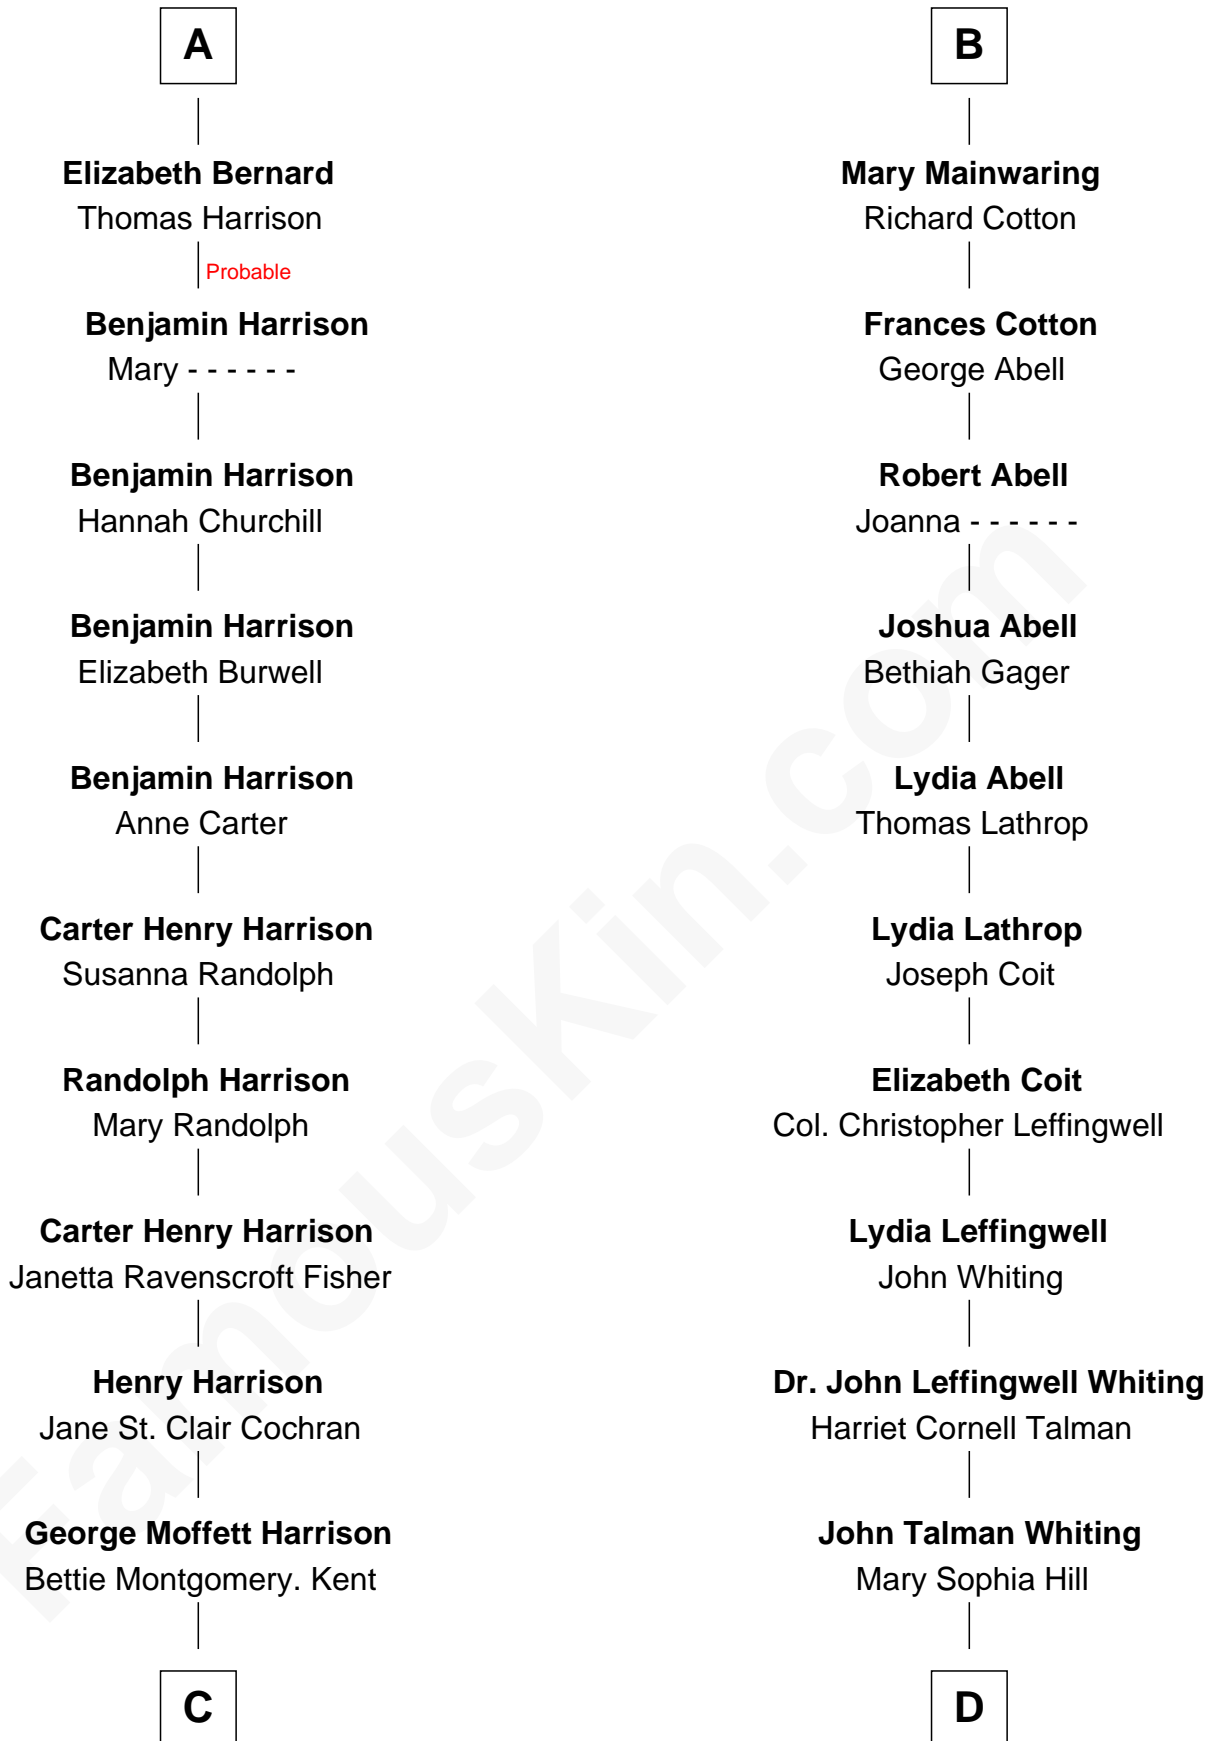 A
Elizabeth Bernard
Thomas Harrison
Probable
Benjamin Harrison
Mary - - - - - -
Benjamin Harrison
Hannah Churchill
Benjamin Harrison
Elizabeth Burwell
Benjamin Harrison
Anne Carter
Carter Henry Harrison
Susanna Randolph
Randolph Harrison
Mary Randolph
Carter Henry Harrison
Janetta Ravenscroft Fisher
Henry Harrison
Jane St. Clair Cochran
George Moffett Harrison
Bettie Montgomery. Kent
C
B
Mary Mainwaring
Richard Cotton
Frances Cotton
George Abell
Robert Abell
Joanna - - - - - -
Joshua Abell
Bethiah Gager
Lydia Abell
Thomas Lathrop
Lydia Lathrop
Joseph Coit
Elizabeth Coit
Col. Christopher Leffingwell
Lydia Leffingwell
John Whiting
Dr. John Leffingwell Whiting
Harriet Cornell Talman
John Talman Whiting
Mary Sophia Hill
D
FamousKin.com